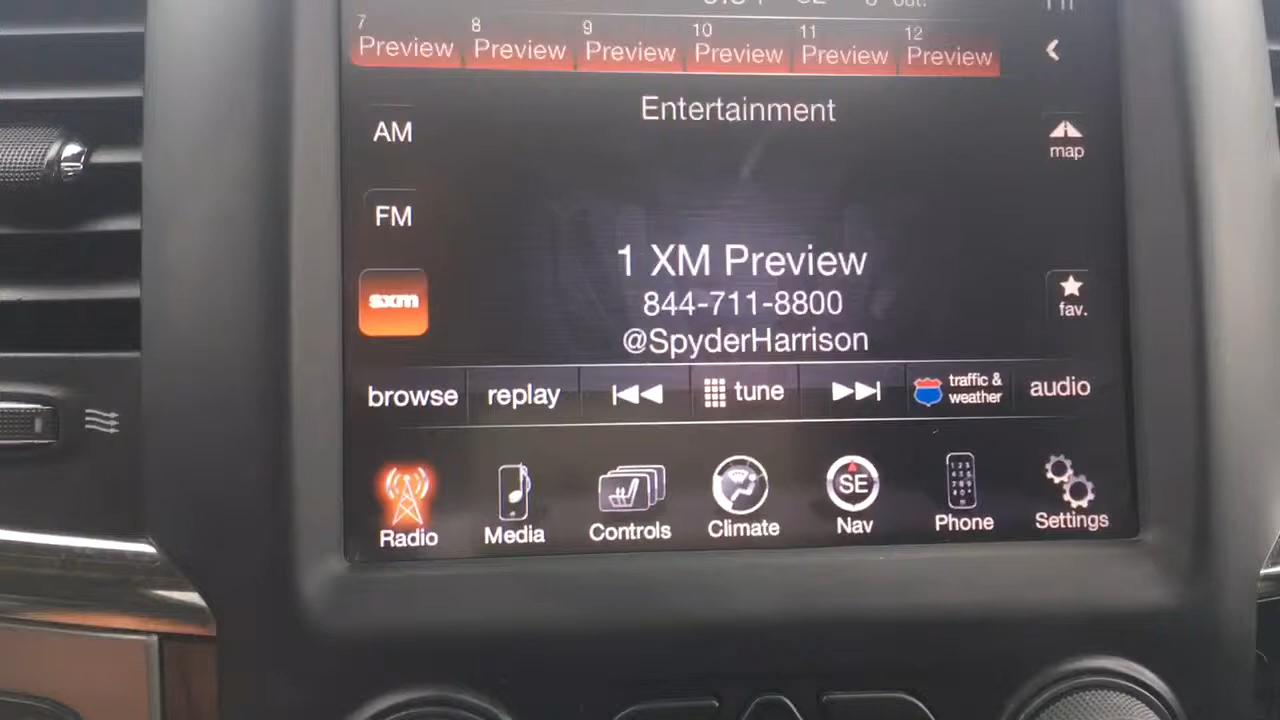 7 8 9 10 11 12
Preview Preview Preview Preview Preview Preview
Entertainment
AM
map
FM
1 XM Preview
sxm
844-711-8800
fav.
@SpyderHarrison
browse replay tune traffic & weather audio
SE
Radio Media Controls Climate Nav Phone Settings